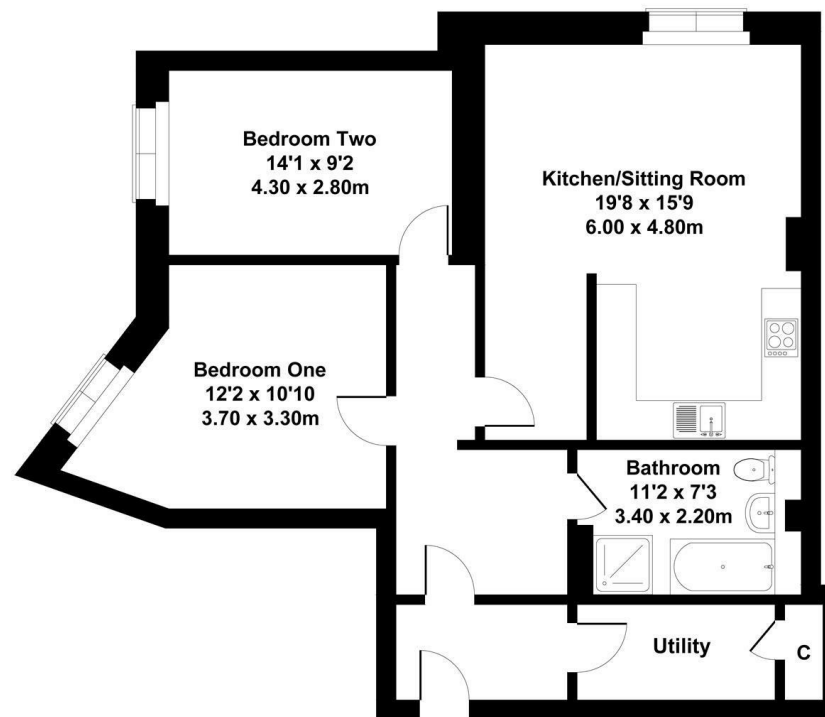 Bedroom Two
14'1 x 9'2
4.30 x 2.80m
Kitchen/Sitting Room
19'8 x 15'9
6.00 x 4.80m
Bedroom One
12'2 x 10'10
3.70 x 3.30m
Bathroom
11'2 x 7'3
3.40 x 2.20m
Utility
C